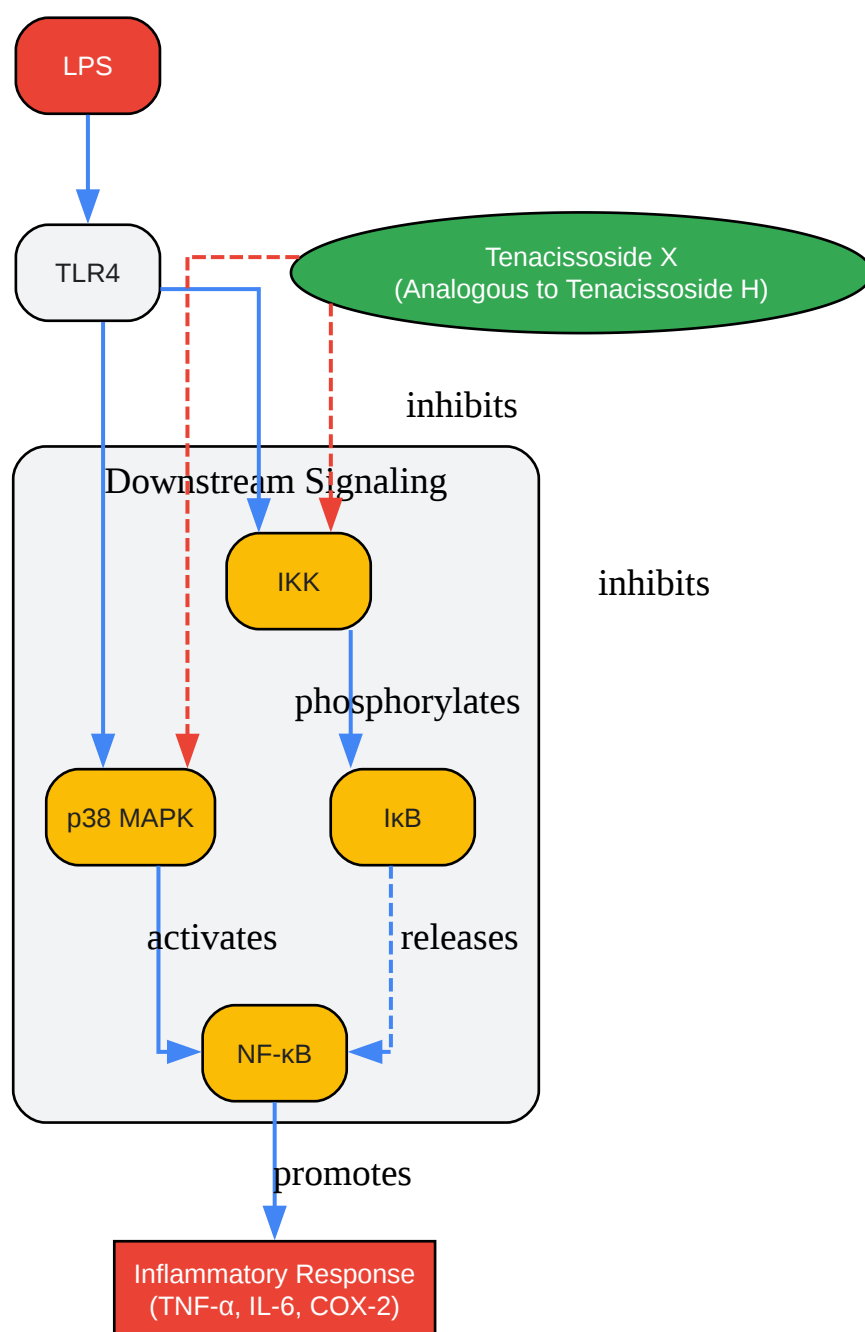 LPS
TLR4
Tenacissoside X
(Analogous to Tenacissoside H)
inhibits
Downstream Signaling
IKK
inhibits
phosphorylates
p38 MAPK
IκB
activates
releases
NF-κB
promotes
Inflammatory Response
(TNF-α, IL-6, COX-2)